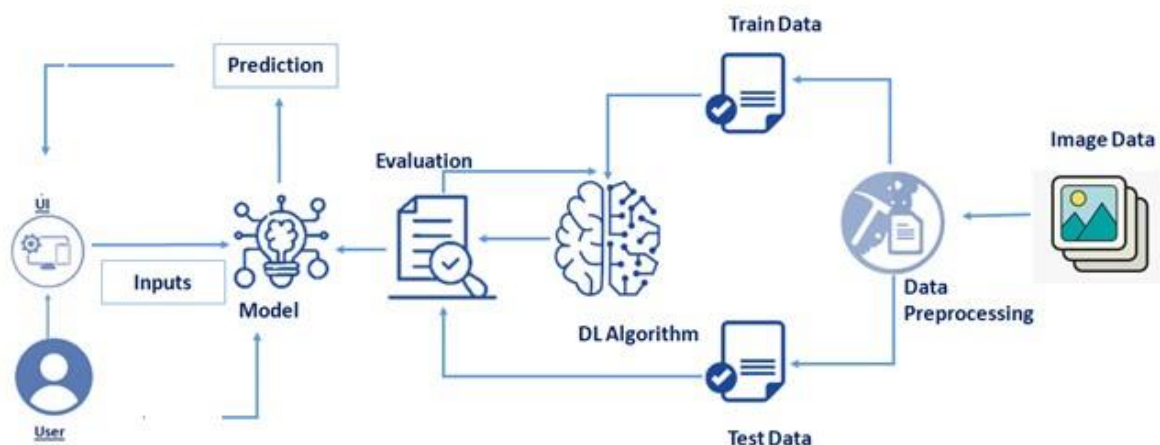 Train Data
Prediction
Image Data
Evaluation
UI
Inputs
Model
Data
Preprocessing
DL Algorithm
User
Test Data